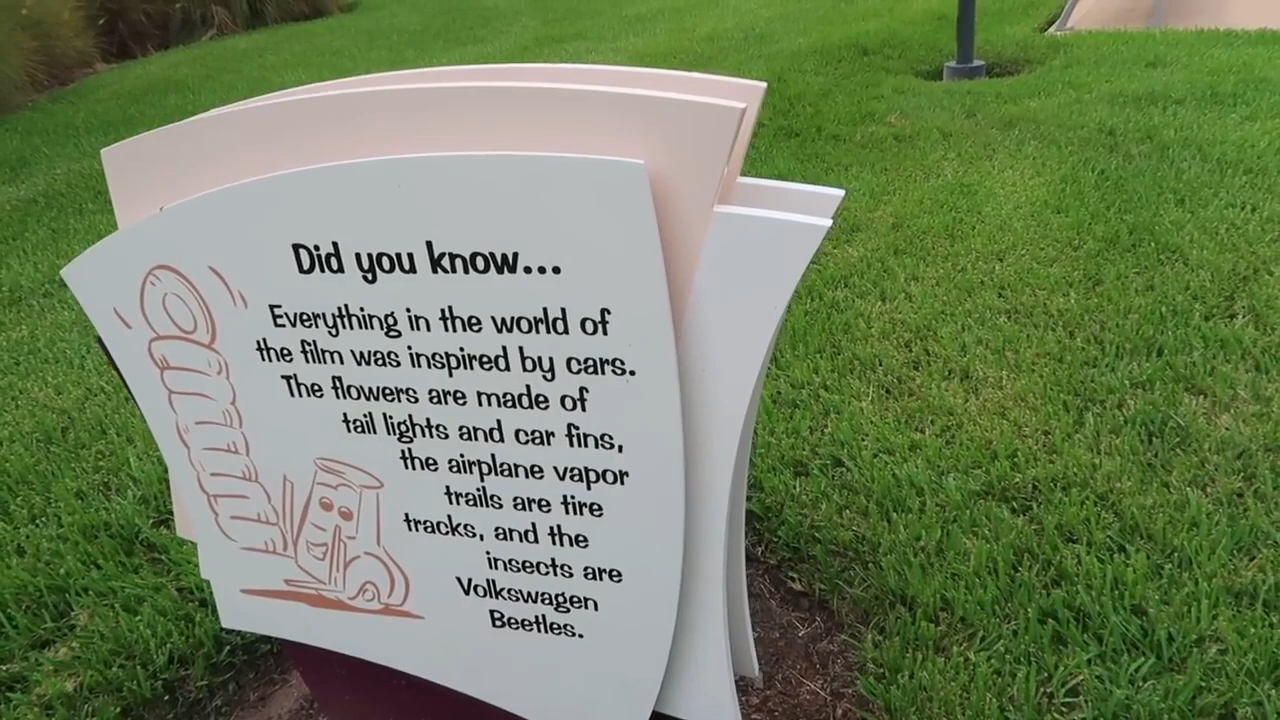 Did you know...
Everything in the world of
the film was inspired by cars.
The flowers are made of
tail lights and car fins,
the airplane vapor
trails are tire
tracks, and the
insects are
Volkswagen
Beetles.